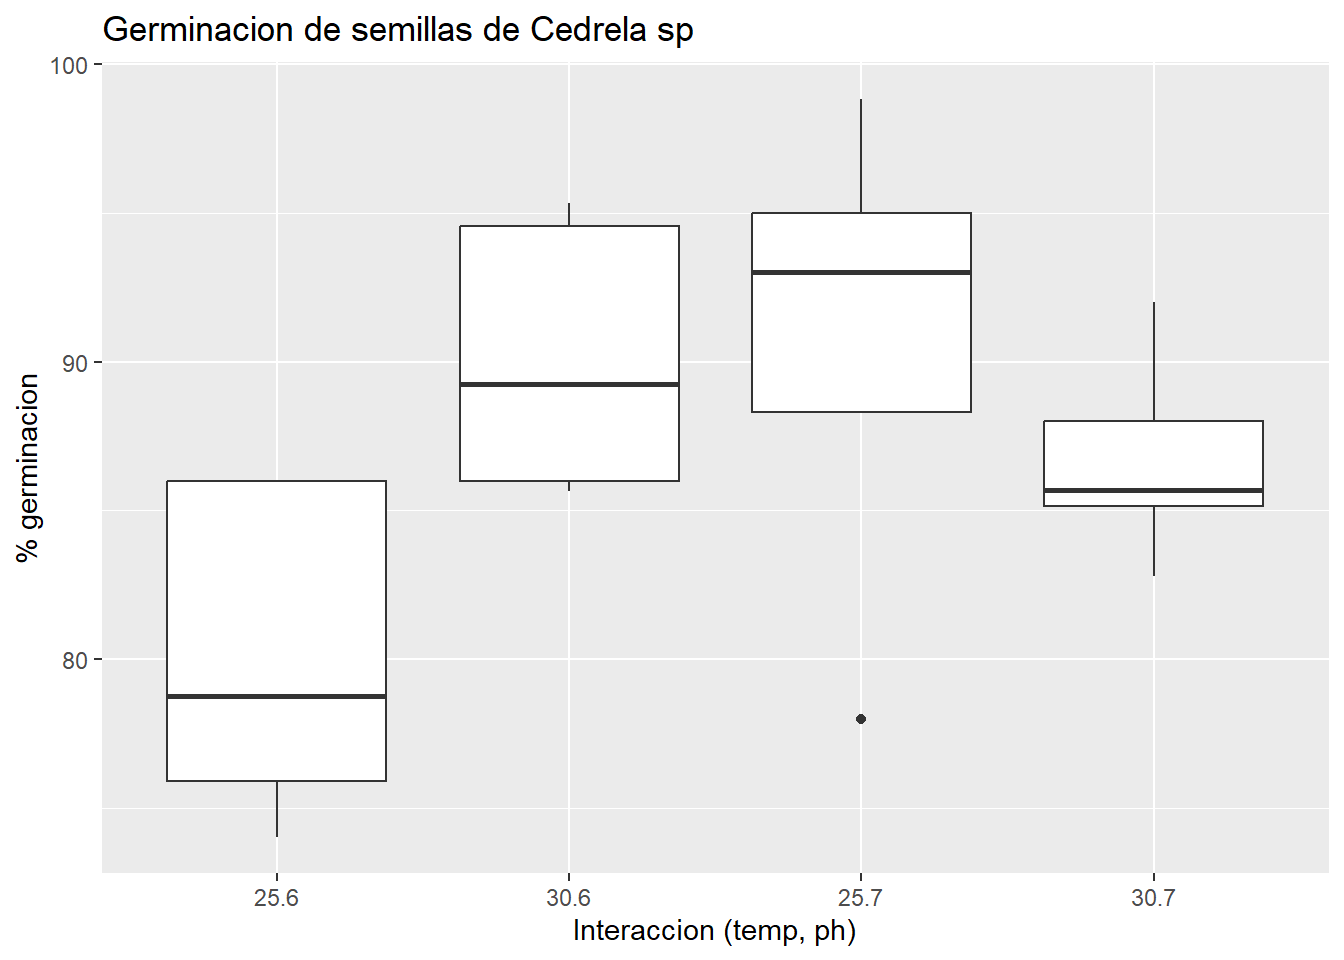 Germinacion de semillas de Cedrela sp
100
90
80
% germinacion
25.6 30.6 25.7 30.7
Interaccion (temp, ph)